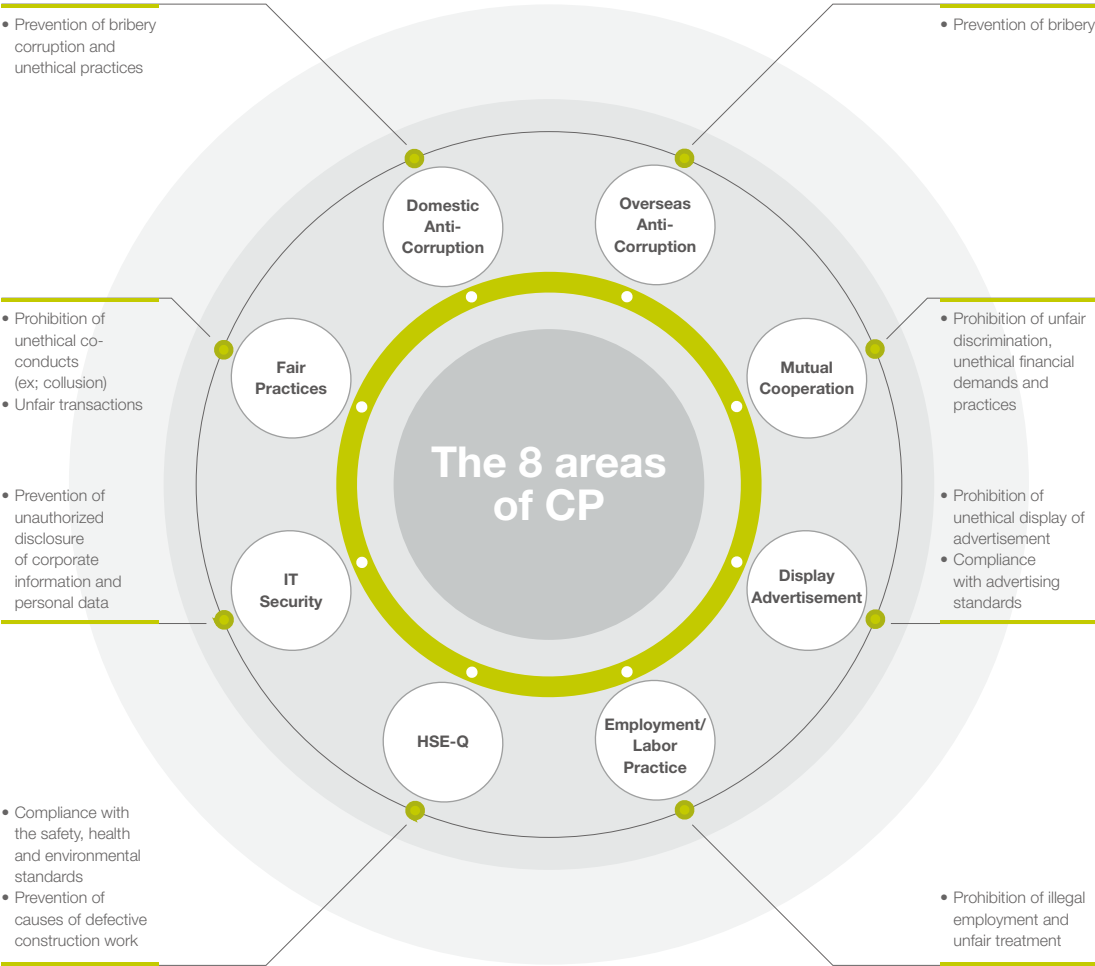 • Prevention of bribery
corruption and
unethical practices
• Prevention of bribery
Domestic
Anti-
Corruption
Overseas
Anti-
Corruption
• Prohibition of
unethical co-
conducts
(ex; collusion)
• Unfair transactions
Fair
Practices
Mutual
Cooperation
• Prohibition of unfair
discrimination,
unethical financial
demands and
practices
The 8 areas
of CP
• Prevention of
unauthorized
disclosure
of corporate
information and
personal data
IT
Security
Display
Advertisement
• Prohibition of
unethical display of
advertisement
• Compliance
with advertising
standards
HSE-Q
Employment/
Labor
Practice
• Compliance with
the safety, health
and environmental
standards
• Prevention of
causes of defective
construction work
• Prohibition of illegal
employment and
unfair treatment